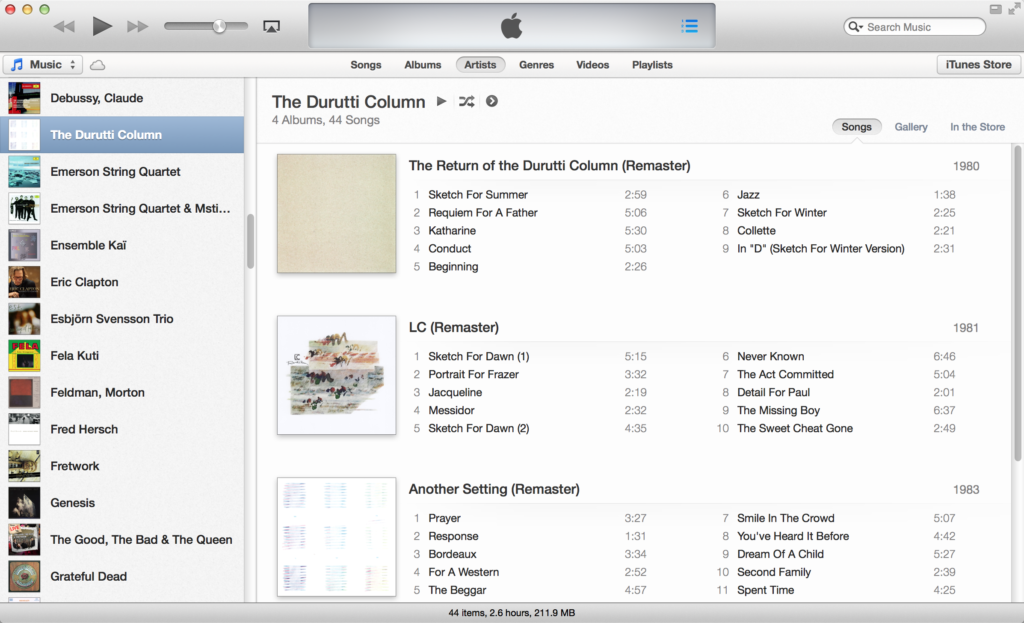 Search Music
Music
Songs
Albums
Artists
Genres
Videos
Playlists
iTunes Store
Debussy, Claude
The Durutti Column
Emerson String Quartet
Emerson String Quartet & Msti...
Ensemble Kaï
Eric Clapton
Esbjörn Svensson Trio
Fela Kuti
Feldman, Morton
Fred Hersch
Fretwork
Genesis
The Good, The Bad & The Queen
Grateful Dead
The Durutti Column
4 Albums, 44 Songs
Songs
Gallery
In the Store
The Return of the Durutti Column (Remaster) 1980
1 Sketch For Summer 2:59
2 Requiem For A Father 5:06
3 Katharine 5:30
4 Conduct 5:03
5 Beginning 2:26
6 Jazz 1:38
7 Sketch For Winter 2:25
8 Collette 2:21
9 In "D" (Sketch For Winter Version) 2:31
LC (Remaster) 1981
1 Sketch For Dawn (1) 5:15
2 Portrait For Frazer 3:32
3 Jacqueline 2:19
4 Messidor 2:32
5 Sketch For Dawn (2) 4:35
6 Never Known 6:46
7 The Act Committed 5:04
8 Detail For Paul 2:01
9 The Missing Boy 6:37
10 The Sweet Cheat Gone 2:49
Another Setting (Remaster) 1983
1 Prayer 3:27
2 Response 1:31
3 Bordeaux 3:34
4 For A Western 2:52
5 The Beggar 4:57
7 Smile In The Crowd 5:07
8 You've Heard It Before 4:42
9 Dream Of A Child 5:27
10 Second Family 2:39
11 Spent Time 4:25
44 items, 2.6 hours, 211.9 MB